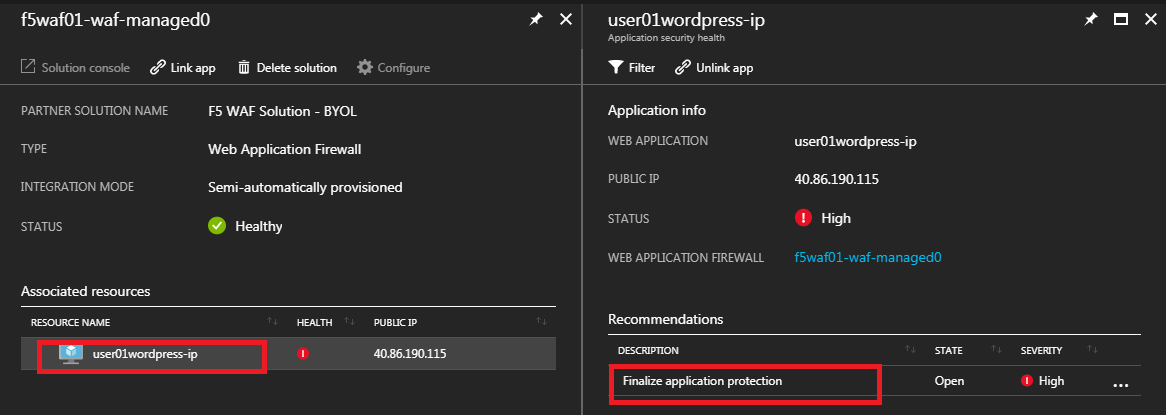 f5waf01-waf-managed0
Solution console Link app Delete solution Configure
PARTNER SOLUTION NAME F5 WAF Solution - BYOL
TYPE Web Application Firewall
INTEGRATION MODE Semi-automatically provisioned
STATUS Healthy
Associated resources
RESOURCE NAME HEALTH PUBLIC IP
user01wordpress-ip 40.86.190.115
user01wordpress-ip
Application security health
Filter Unlink app
Application info
WEB APPLICATION user01wordpress-ip
PUBLIC IP 40.86.190.115
STATUS High
WEB APPLICATION FIREWALL f5waf01-waf-managed0
Recommendations
DESCRIPTION STATE SEVERITY
Finalize application protection Open High ...